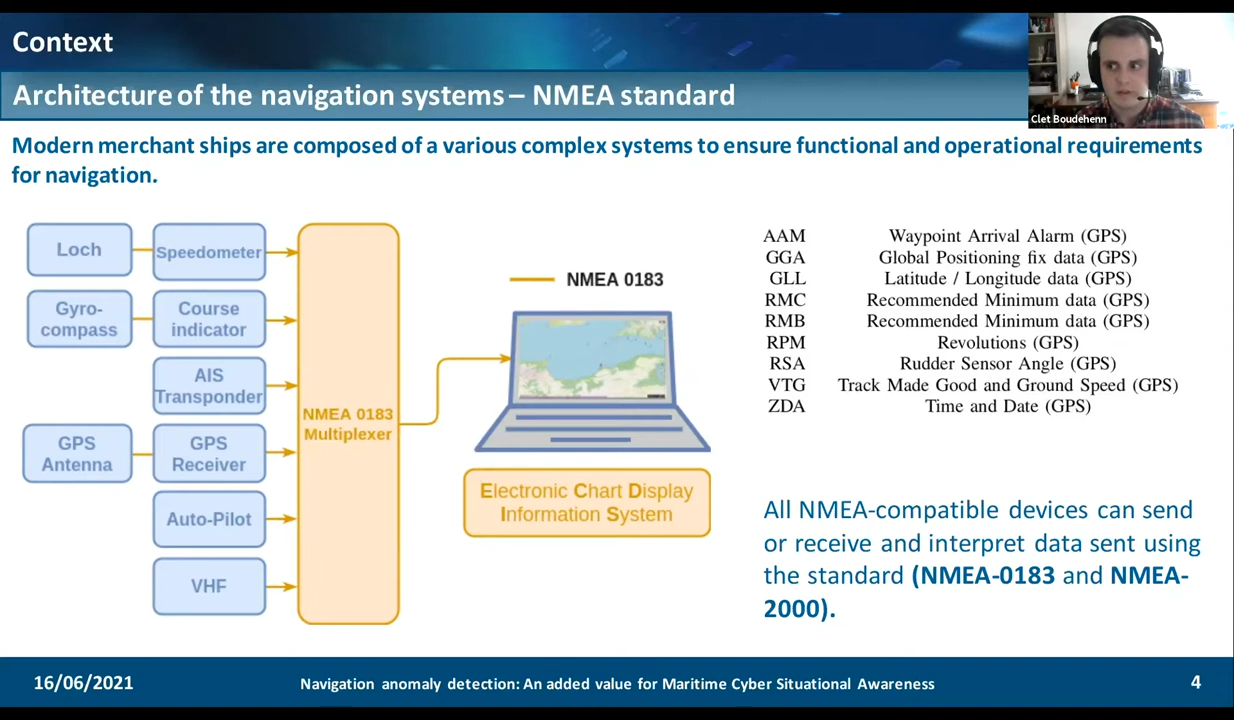 Context
Architecture of the navigation systems – NMEA standard
Clet Boudehenn
Modern merchant ships are composed of a various complex systems to ensure functional and operational requirements
for navigation.
Loch
Speedometer
Gyro-
compass
Course
indicator
AIS
Transponder
GPS
Antenna
GPS
Receiver
Auto-Pilot
VHF
NMEA 0183
Multiplexer
NMEA 0183
Electronic Chart Display
Information System
AAM Waypoint Arrival Alarm (GPS)
GGA Global Positioning fix data (GPS)
GLL Latitude / Longitude data (GPS)
RMC Recommended Minimum data (GPS)
RMB Recommended Minimum data (GPS)
RPM Revolutions (GPS)
RSA Rudder Sensor Angle (GPS)
VTG Track Made Good and Ground Speed (GPS)
ZDA Time and Date (GPS)
All NMEA-compatible devices can send
or receive and interpret data sent using
the standard (NMEA-0183 and NMEA-
2000).
16/06/2021
Navigation anomaly detection: An added value for Maritime Cyber Situational Awareness
4